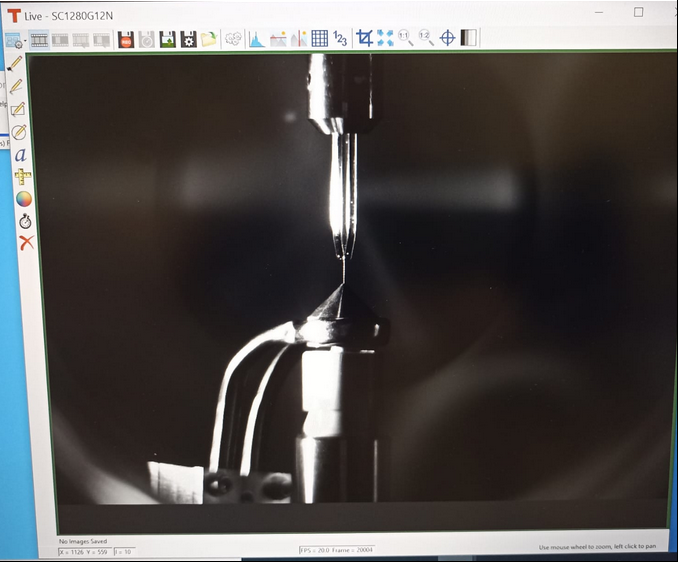 Live - SC1280G12N
1:1
1:2
123
a
No Images Saved
X = 1126 Y = 559 I = 10
FPS = 20.0 Frame = 20004
Use mouse wheel to zoom, left click to pan